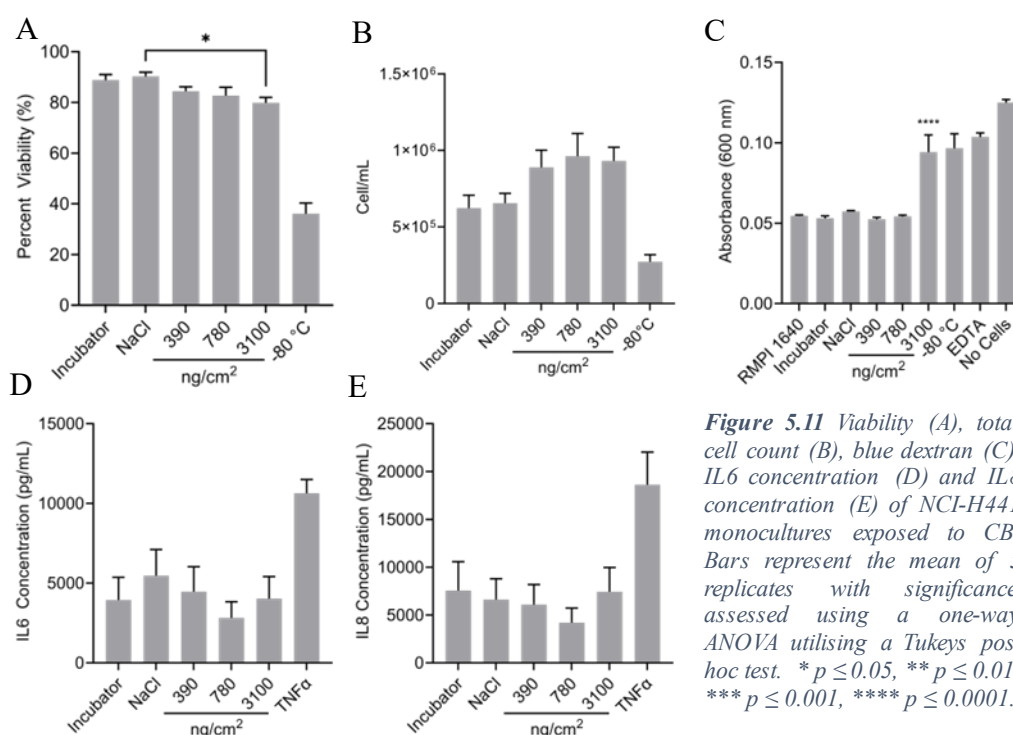 A
Percent Viability (%)
100
80
60
40
20
0
*
Incubator
NaCl
390
780
3100
-80 °C
ng/cm²
B
Cell/mL
1.5×10⁶
1×10⁶
5×10⁵
0
Incubator
NaCl
390
780
3100
-80°C
ng/cm²
C
Absorbance (600 nm)
0.15
0.10
0.05
0.00
****
RMPI 1640
Incubator
NaCl
390
780
3100
-80 °C
EDTA
No Cells
ng/cm²
D
IL6 Concentration (pg/mL)
15000
10000
5000
0
Incubator
NaCl
390
780
3100
TNFα
ng/cm²
E
IL8 Concentration (pg/mL)
25000
20000
15000
10000
5000
0
Incubator
NaCl
390
780
3100
TNFα
ng/cm²
Figure 5.11 Viability (A), tota
cell count (B), blue dextran (C)
IL6 concentration (D) and
concentration (E) of NCI-H441
monocultures exposed to CB
Bars represent the mean of
replicates with significance
assessed using a one-way
ANOVA utilising a Tukeys pos
hoc test. * p ≤ 0.05, ** p ≤ 0.01
*** p ≤ 0.001, **** p ≤ 0.0001.